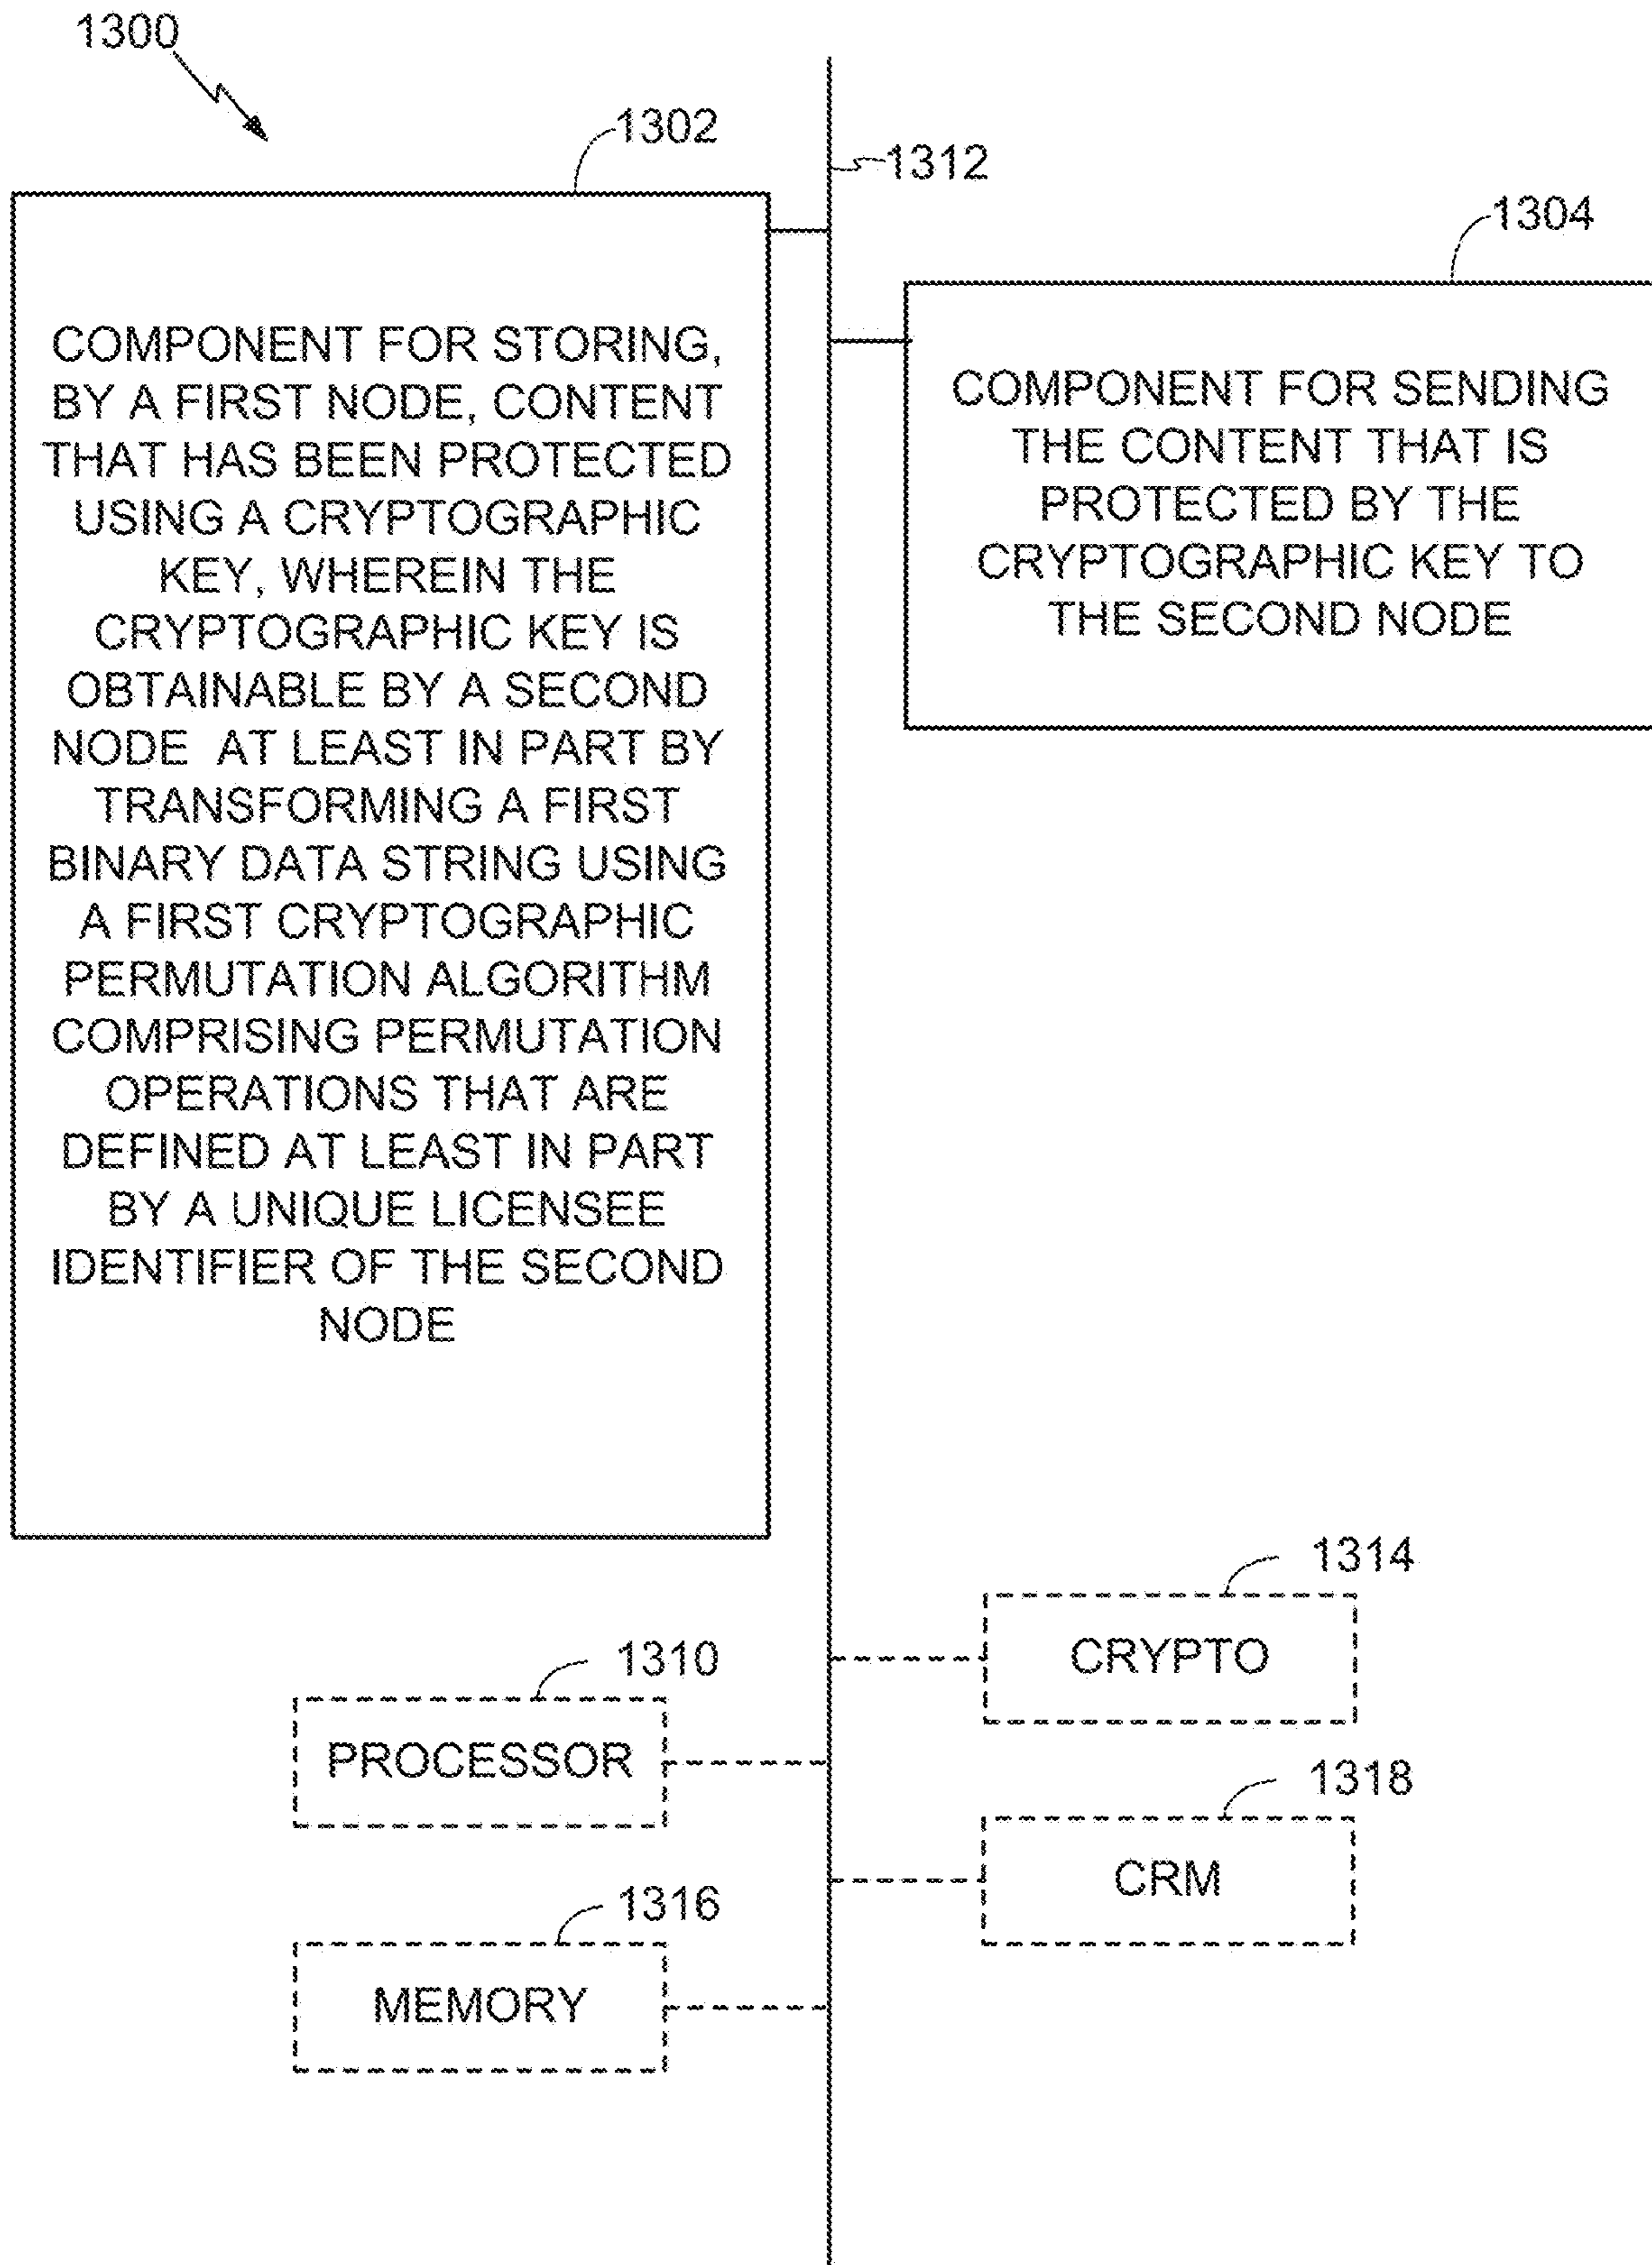 1300
1302
1312
1304
COMPONENT FOR STORING,
BY A FIRST NODE, CONTENT
THAT HAS BEEN PROTECTED
USING A CRYPTOGRAPHIC
KEY, WHEREIN THE
CRYPTOGRAPHIC KEY IS
OBTAINABLE BY A SECOND
NODE AT LEAST IN PART BY
TRANSFORMING A FIRST
BINARY DATA STRING USING
A FIRST CRYPTOGRAPHIC
PERMUTATION ALGORITHM
COMPRISING PERMUTATION
OPERATIONS THAT ARE
DEFINED AT LEAST IN PART
BY A UNIQUE LICENSEE
IDENTIFIER OF THE SECOND
NODE
COMPONENT FOR SENDING
THE CONTENT THAT IS
PROTECTED BY THE
CRYPTOGRAPHIC KEY TO
THE SECOND NODE
1314
CRYPTO
1310
PROCESSOR
1318
CRM
1316
MEMORY